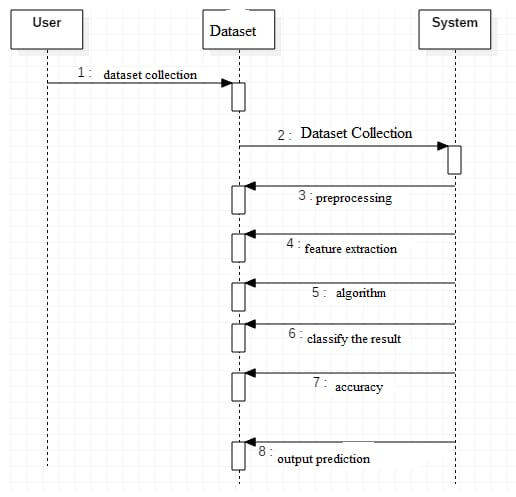 User
Dataset
System
1 : dataset collection
2 : Dataset Collection
3 : preprocessing
4 : feature extraction
5 : algorithm
6 : classify the result
7 : accuracy
8 : output prediction